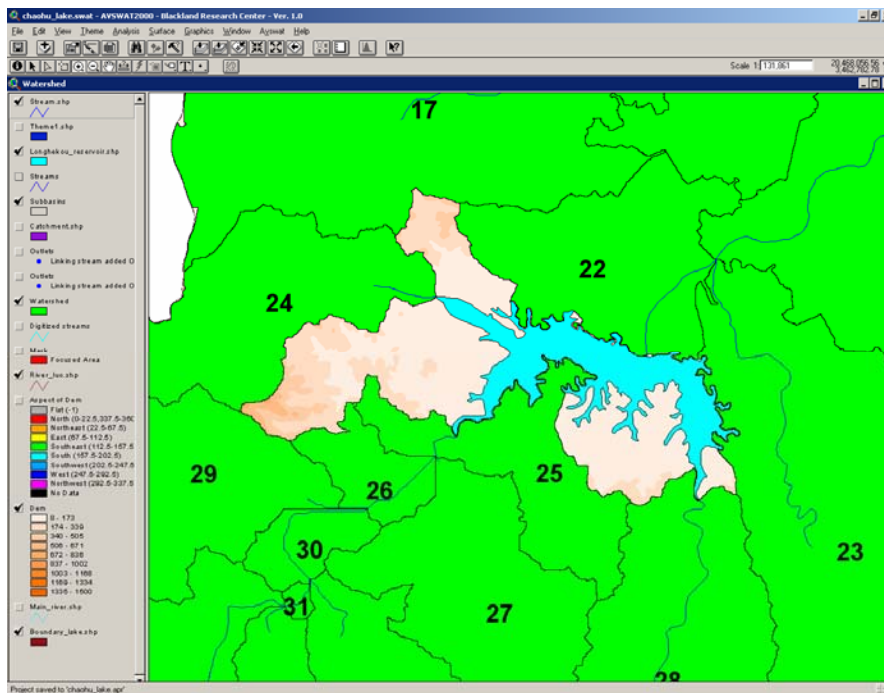 chaohu_lake.swat - AVSWAT2000 - Blackland Research Center - Ver. 1.0
File Edit View Theme Analysis Surface Graphics Window Avswat Help
Scale 1: 131,861
Watershed
Stream.shp
Theme1.shp
Longhekou_reservoir.shp
Streams
Subbasins
Catchment.shp
Outlets
Linking stream added O
Outlets
Linking stream added O
Watershed
Digitized streams
Mask
Focused Area
River_luo.shp
Aspect of Dem
Flat (-1)
North (0-22.5,337.5-360
Northeast (22.5-67.5)
East (67.5-112.5)
Southeast (112.5-157.5
South (157.5-202.5)
Southwest (202.5-247.5
West (247.5-292.5)
Northwest (292.5-337.5
No Data
Dem
174 - 339
340 - 505
506 - 671
672 - 838
837 - 1002
1003 - 1168
1169 - 1334
1335 - 1500
Main_river.shp
Boundary_lake.shp
17
22
24
29
26
25
23
30
31
27
28
Project saved to 'chaohu_lake.apr'